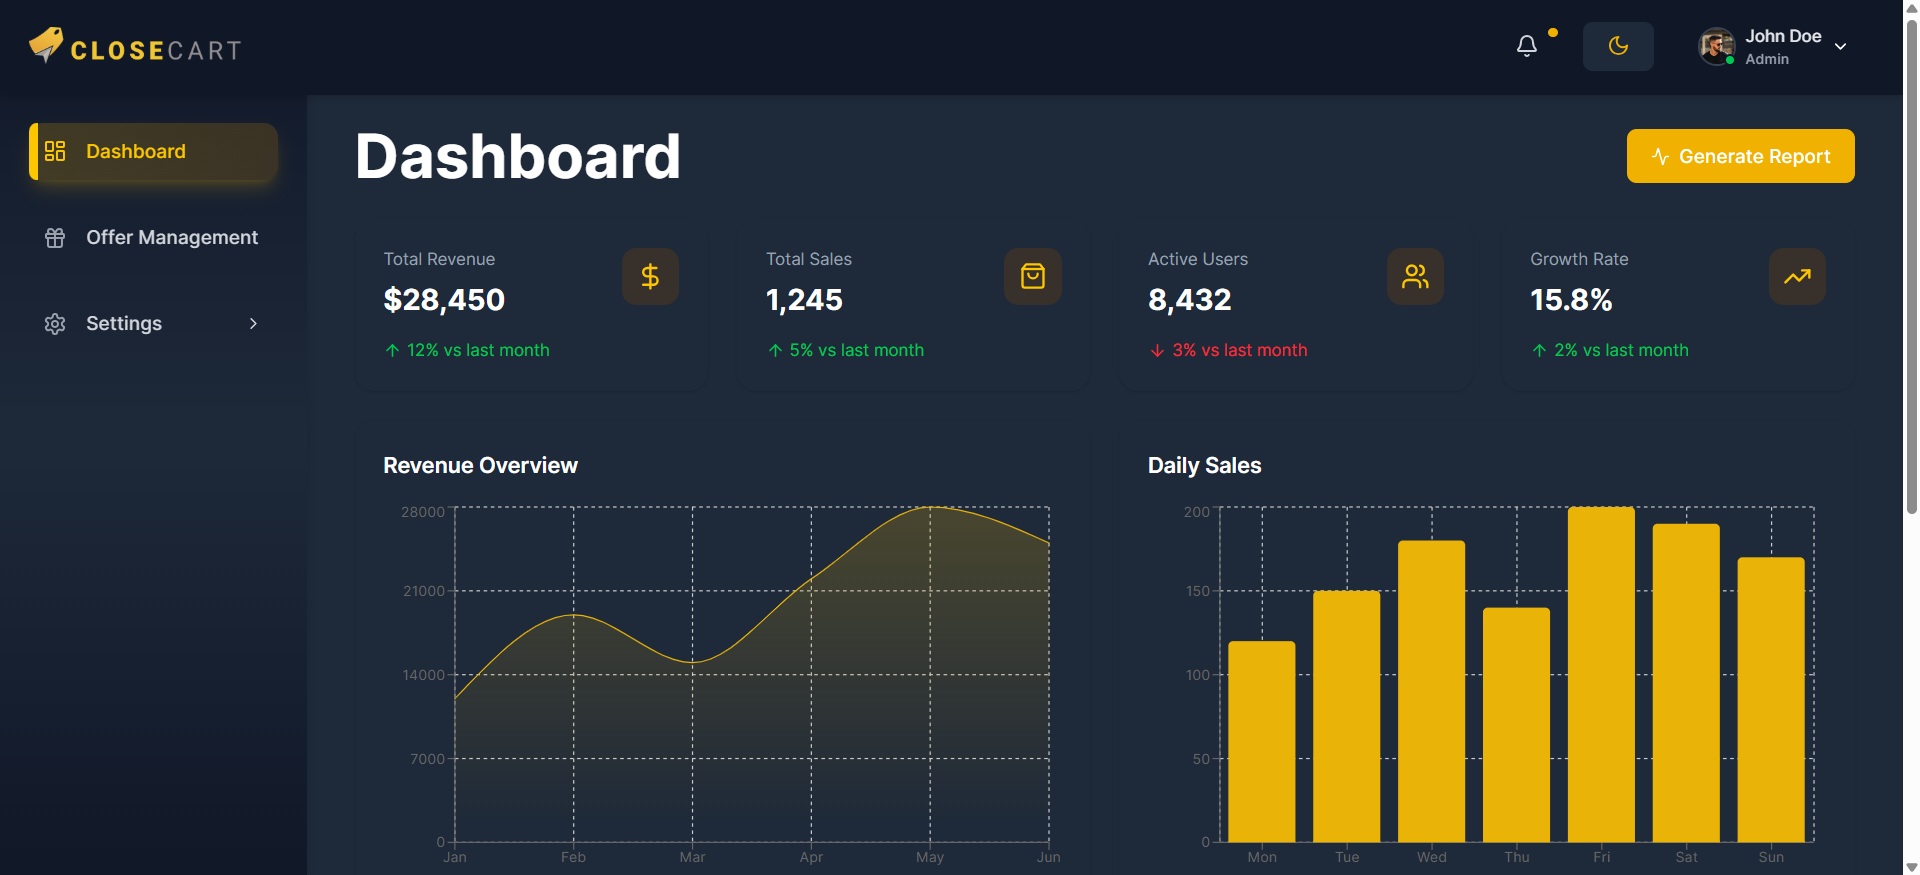 CLOSECART
John Doe
Admin
Dashboard
Offer Management
Settings
Dashboard
Generate Report
Total Revenue
$28,450
12% vs last month
Total Sales
1,245
5% vs last month
Active Users
8,432
3% vs last month
Growth Rate
15.8%
2% vs last month
Revenue Overview
28000
21000
14000
7000
0
Jan Feb Mar Apr May Jun
Daily Sales
200
150
100
50
0
Mon Tue Wed Thu Fri Sat Sun